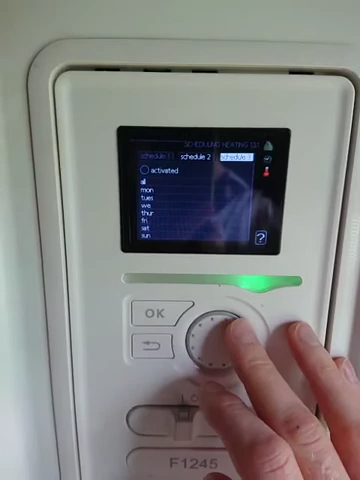 SCHEDULING HEATING
schedule 1 schedule 2 schedule 3
activated
all
mon
tues
we
thur
fri
sat
sun
?
OK
F1245